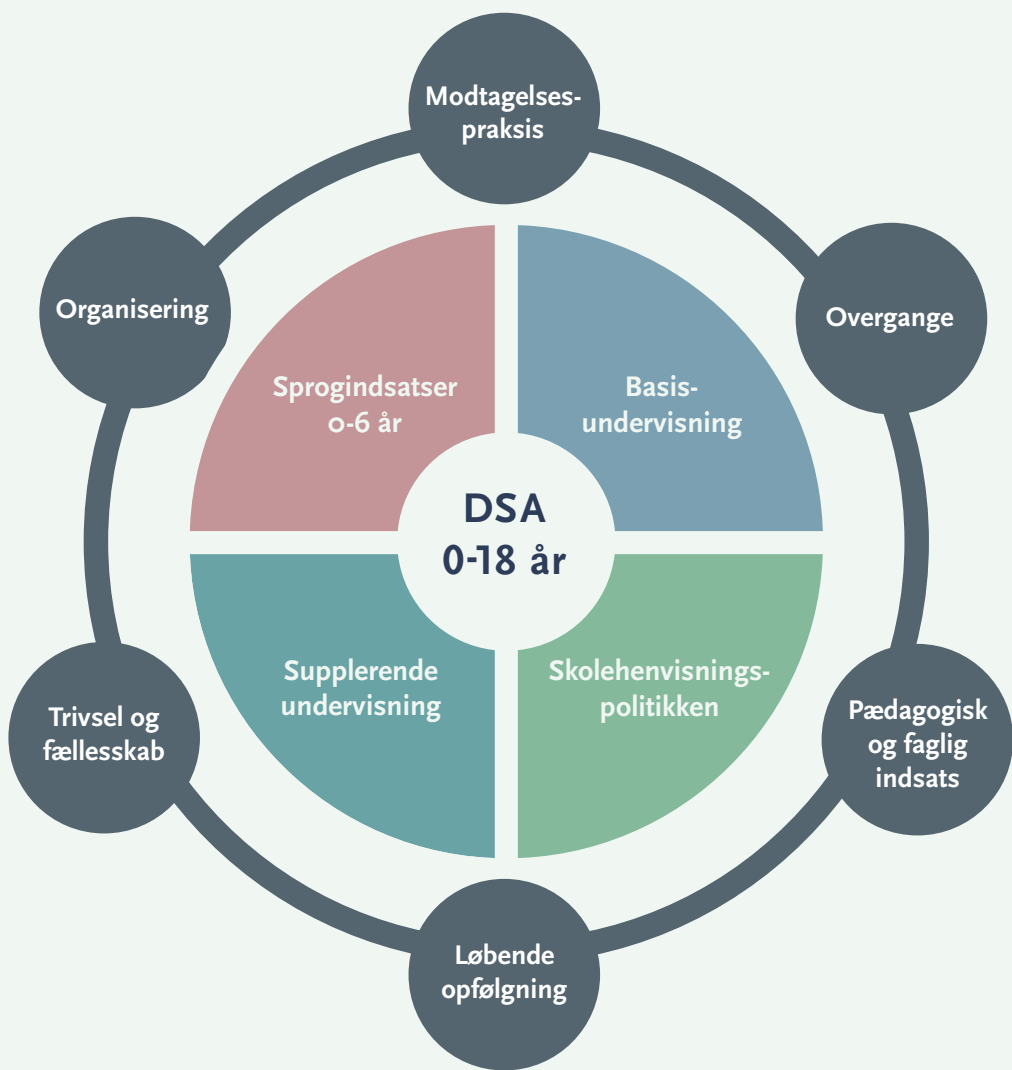 Modtagelses-
praksis
Organisering
Overgange
Sprogindsatser
0-6 år
Basis-
undervisning
DSA
0-18 år
Supplerende
undervisning
Skolehenvisnings-
politikken
Trivsel og
fællesskab
Pædagogisk
og faglig
indsats
Løbende
opfølgning